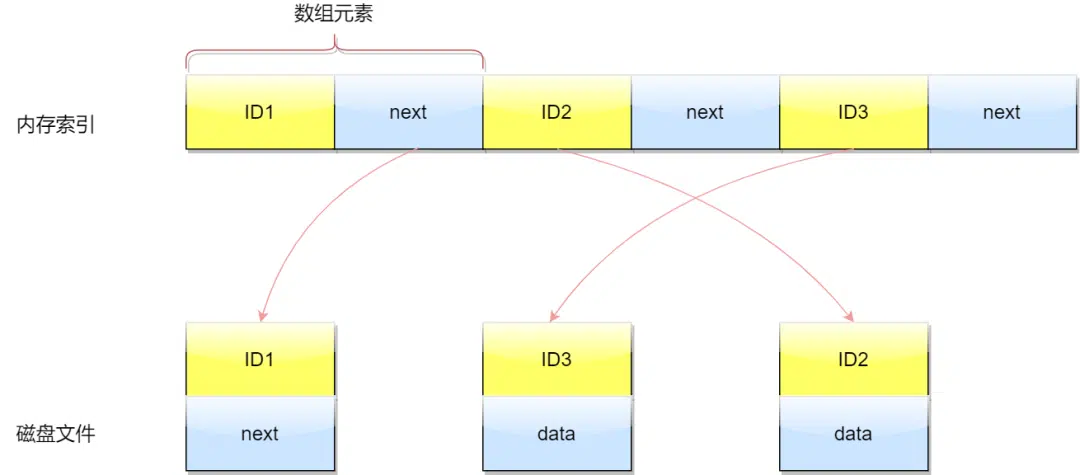 数组元素
内存索引
ID1 next ID2 next ID3 next
ID1 ID3 ID2
磁盘文件
next data data